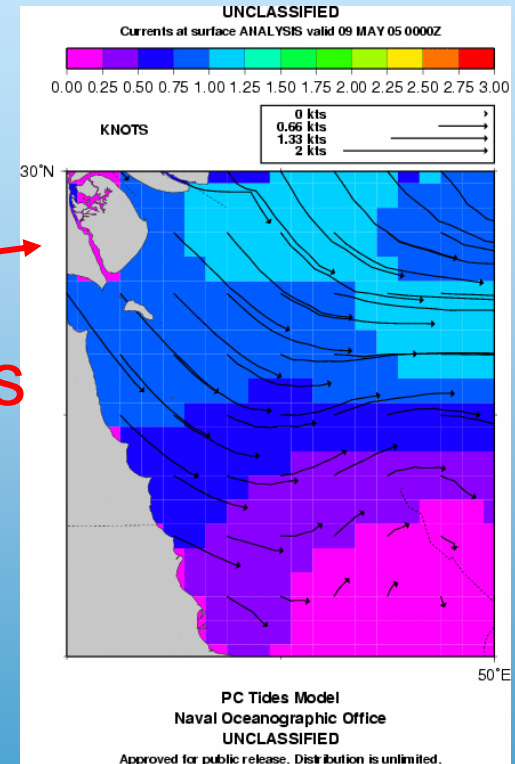 UNCLASSIFIED
Currents at surface ANALYSIS valid 09 MAY 05 0000Z
0.00 0.25 0.50 0.75 1.00 1.25 1.50 1.75 2.00 2.25 2.50 2.75 3.00
KNOTS
0 kts
0.66 kts
1.33 kts
2 kts
30°N
S
50°E
PC Tides Model
Naval Oceanographic Office
UNCLASSIFIED
Approved for public release. Distribution is unlimited.